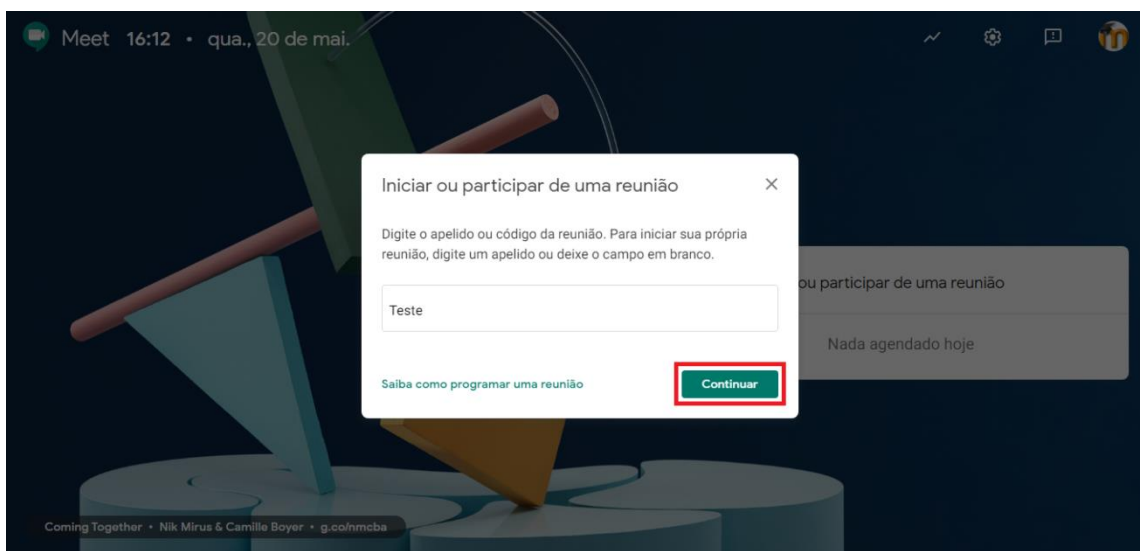 Meet 16:12 • qua., 20 de mai.
Iniciar ou participar de uma reunião
Digite o apelido ou código da reunião. Para iniciar sua própria
reunião, digite um apelido ou deixe o campo em branco.
Teste
Saiba como programar uma reunião
Continuar
ou participar de uma reunião
Nada agendado hoje
Coming Together • Nik Mirus & Camille Boyer • g.co/nmcba